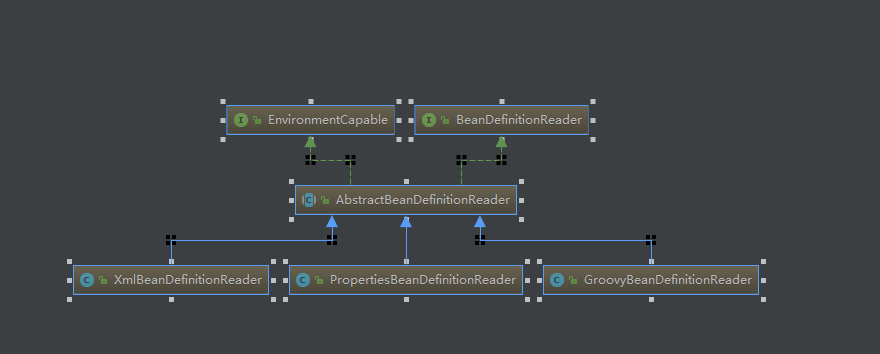 EnvironmentCapable
BeanDefinitionReader
AbstractBeanDefinitionReader
XmlBeanDefinitionReader
PropertiesBeanDefinitionReader
GroovyBeanDefinitionReader